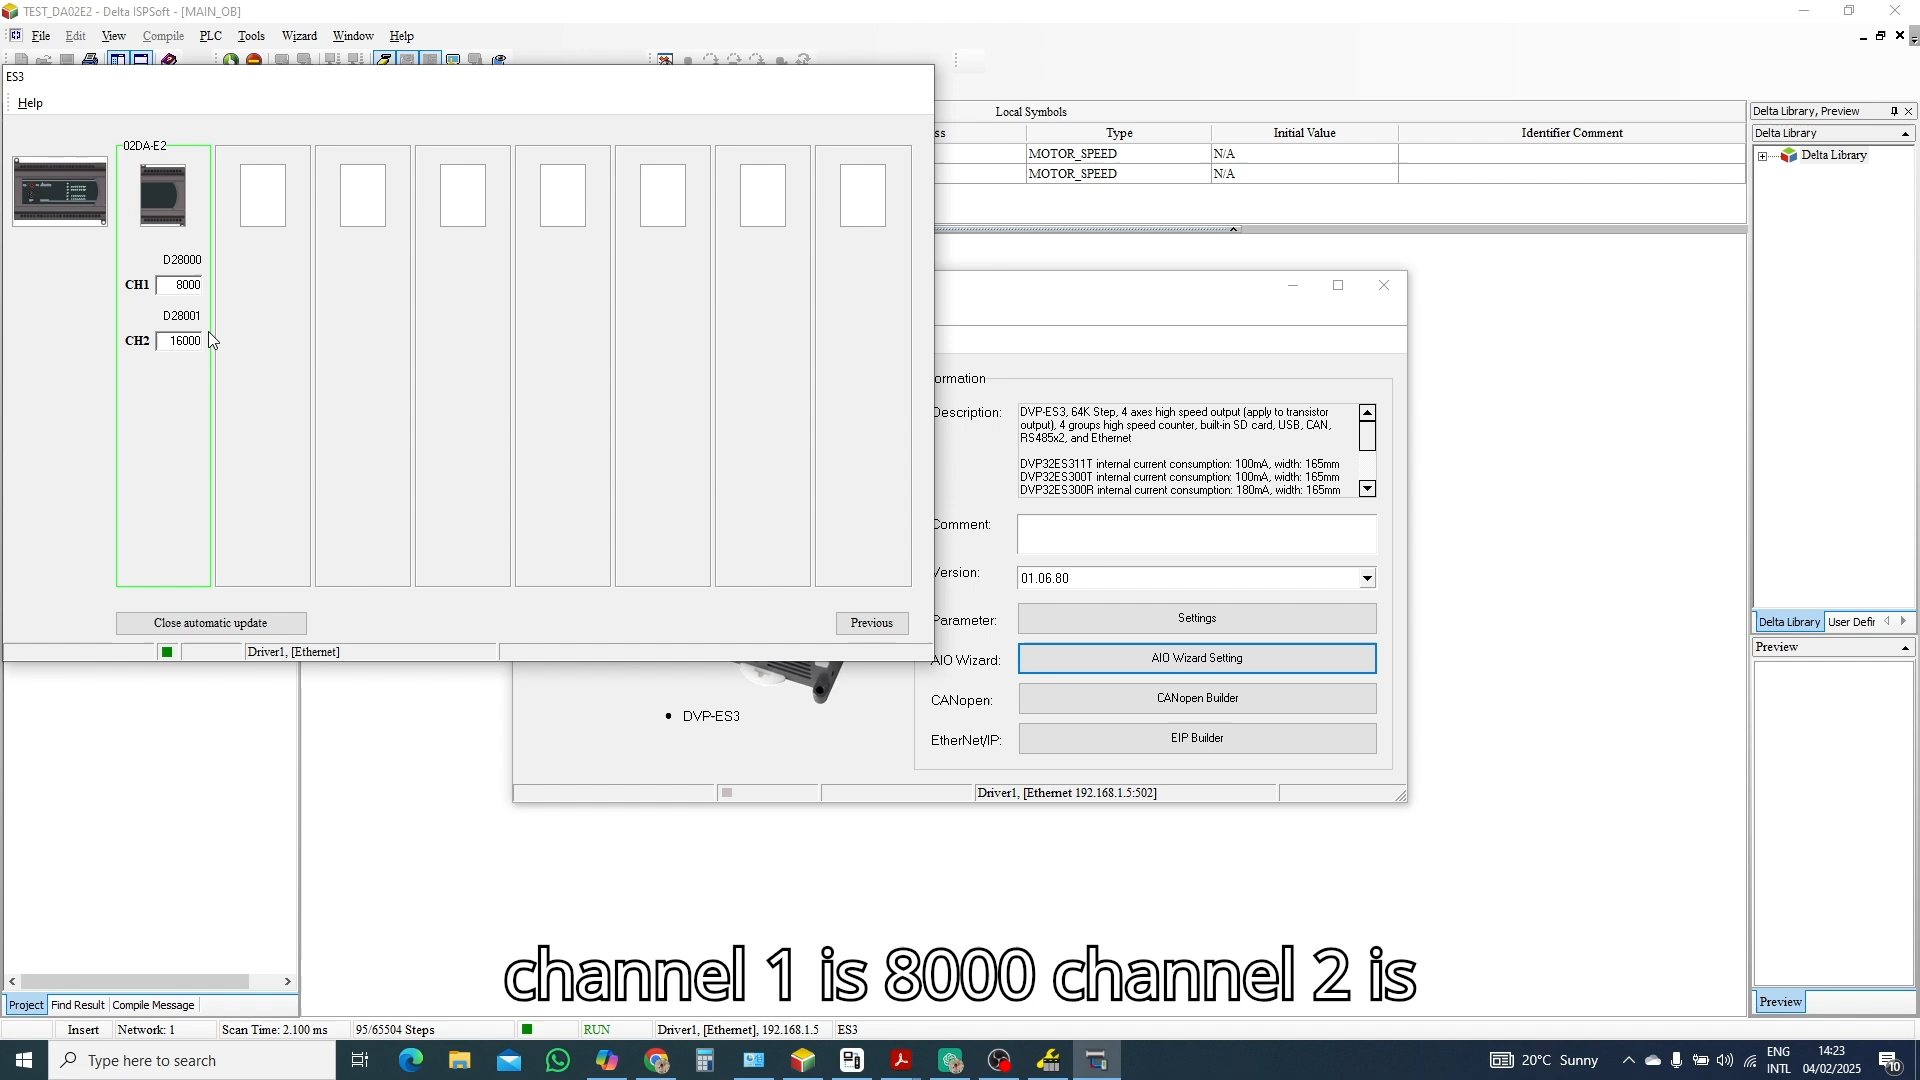 TEST_DA02E2 - Delta ISPSoft - [MAIN_OB]
File Edit View Compile PLC Tools Wizard Window Help
ES3
Help
02DA-E2
D28000
CH1 8000
D28001
CH2 16000
Close automatic update
Previous
Driver1, [Ethernet]
Local Symbols
ss Type Initial Value Identifier Comment
MOTOR_SPEED N/A
MOTOR_SPEED N/A
ormation
Description:
DVP-ES3, 64K Step, 4 axes high speed output (apply to transistor
output), 4 groups high speed counter, built-in SD card, USB, CAN,
RS485x2, and Ethernet
DVP32ES311T internal current consumption: 100mA, width: 165mm
DVP32ES300T internal current consumption: 100mA, width: 165mm
DVP32ES300R internal current consumption: 180mA, width: 165mm
Comment:
Version: 01.06.80
Parameter: Settings
AIO Wizard: AIO Wizard Setting
CANopen: CANopen Builder
EtherNet/IP: EIP Builder
• DVP-ES3
Driver1, [Ethernet 192.168.1.5:502]
Delta Library, Preview
Delta Library
Delta Library
Delta Library User Defir
Preview
Preview
channel 1 is 8000 channel 2 is
Project Find Result Compile Message
Insert Network: 1 Scan Time: 2.100 ms 95/65504 Steps RUN Driver1, [Ethernet], 192.168.1.5 ES3
Type here to search
20°C Sunny
ENG
INTL
14:23
04/02/2025
10